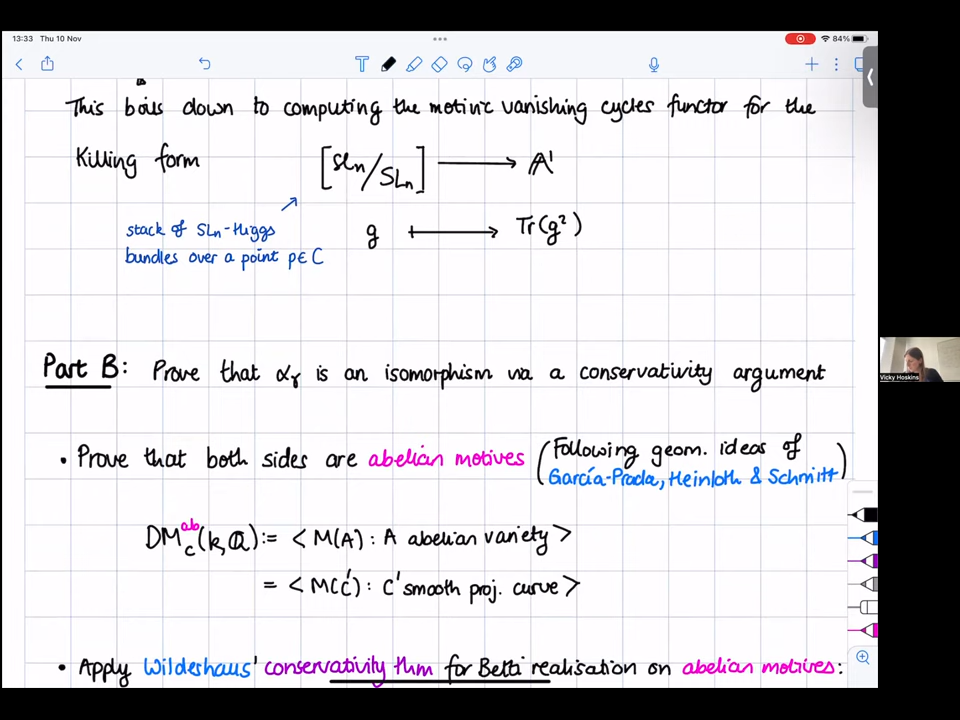 13:33 Thu 10 Nov
84%
This boils down to computing the motivic vanishing cycles functor for the
Killing form [sln/SLn] ⟶ A¹
stack of SLn-Higgs
bundles over a point p∈C
g ⟼ Tr(g²)
Part B: Prove that αγ is an isomorphism via a conservativity argument
• Prove that both sides are abelian motives (Following geom. ideas of
García-Prada, Heinloth & Schmitt)
DM_c^ab(k,Q) := <M(A) : A abelian variety>
= <M(C') : C' smooth proj. curve>
• Apply Wildeshaus' conservativity thm for Betti realisation on abelian motives:
Vicky Hoskins